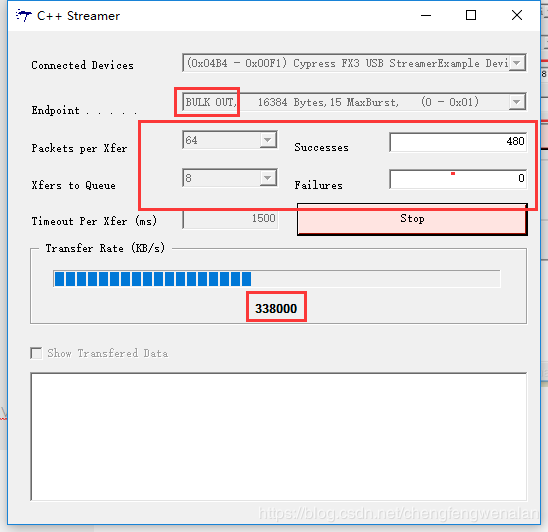 C++ Streamer
Connected Devices (0x04B4 - 0x00F1) Cypress FX3 USB StreamerExample Devi
Endpoint . . . . . BULK OUT, 16384 Bytes,15 MaxBurst, (0 - 0x01)
Packets per Xfer 64 Successes 480
Xfers to Queue 8 Failures 0
Timeout Per Xfer (ms) 1500 Stop
Transfer Rate (KB/s)
338000
Show Transfered Data
https://blog.csdn.net/chengfengwenalan